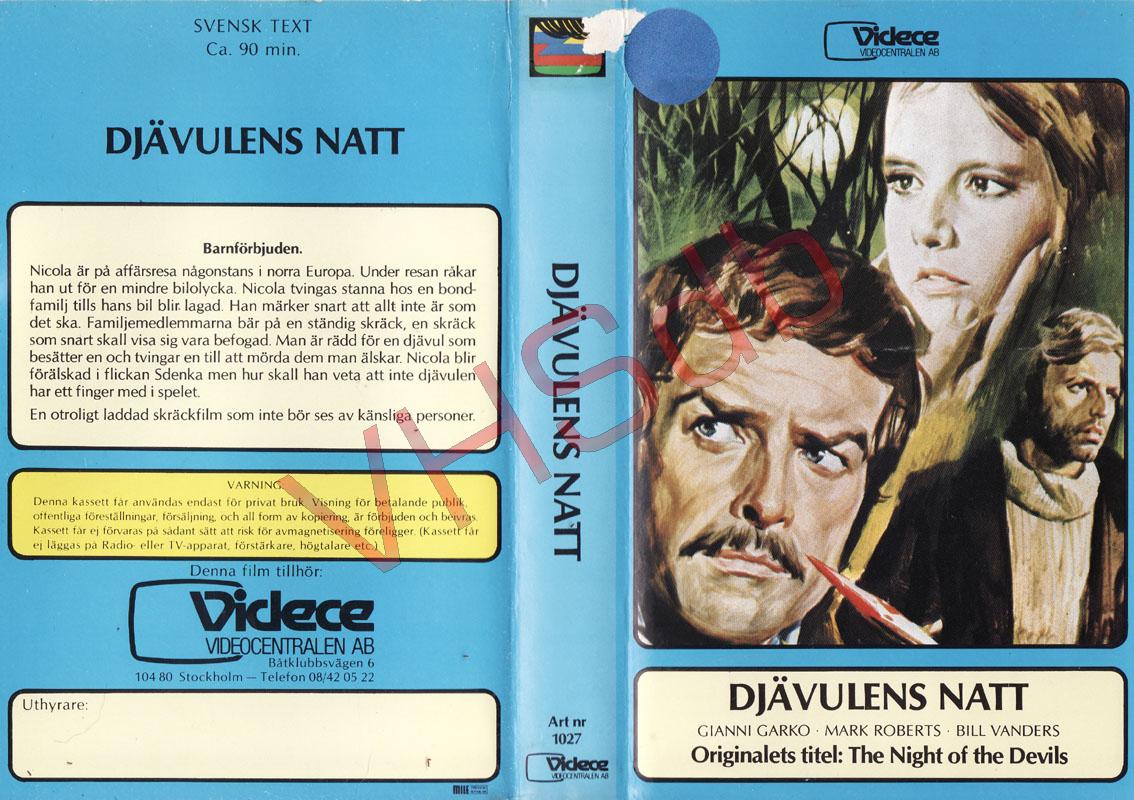 SVENSK TEXT
Ca. 90 min.
DJÄVULENS NATT
Barnförbjuden.
Nicola är på affärsresa någonstans i norra Europa. Under resan råkar
han ut för en mindre bilolycka. Nicola tvingas stanna hos en bond-
familj tills hans bil blir lagad. Han märker snart att allt inte är som
det ska. Familjemedlemmarna bär på en ständig skräck, en skräck
som snart skall visa sig vara befogad. Man är rädd för en djävul som
besätter en och tvingar en till att mörda dem man älskar. Nicola blir
förälskad i flickan Sdenka men hur skall han veta att inte djävulen
har ett finger med i spelet.
En otroligt laddad skräckfilm som inte bör ses av känsliga personer.
VARNING.
Denna kassett får användas endast för privat bruk. Visning för betalande publik,
offentliga föreställningar, försäljning, och all form av kopiering, är förbjuden och beivras.
Kassett får ej förvaras på sådant sätt att risk för avmagnetisering föreligger. (Kassett får
ej läggas på Radio- eller TV-apparat, förstärkare, högtalare etc.)
Denna film tillhör:
Videce
VIDEOCENTRALEN AB
Båtklubbsvägen 6
104 80 Stockholm — Telefon 08/42 05 22
Uthyrare:
MILE
DJÄVULENS NATT
Art nr
1027
Videce
VIDEOCENTRALEN AB
Videce
VIDEOCENTRALEN AB
DJÄVULENS NATT
GIANNI GARKO · MARK ROBERTS · BILL VANDERS
Originalets titel: The Night of the Devils
VHSdb